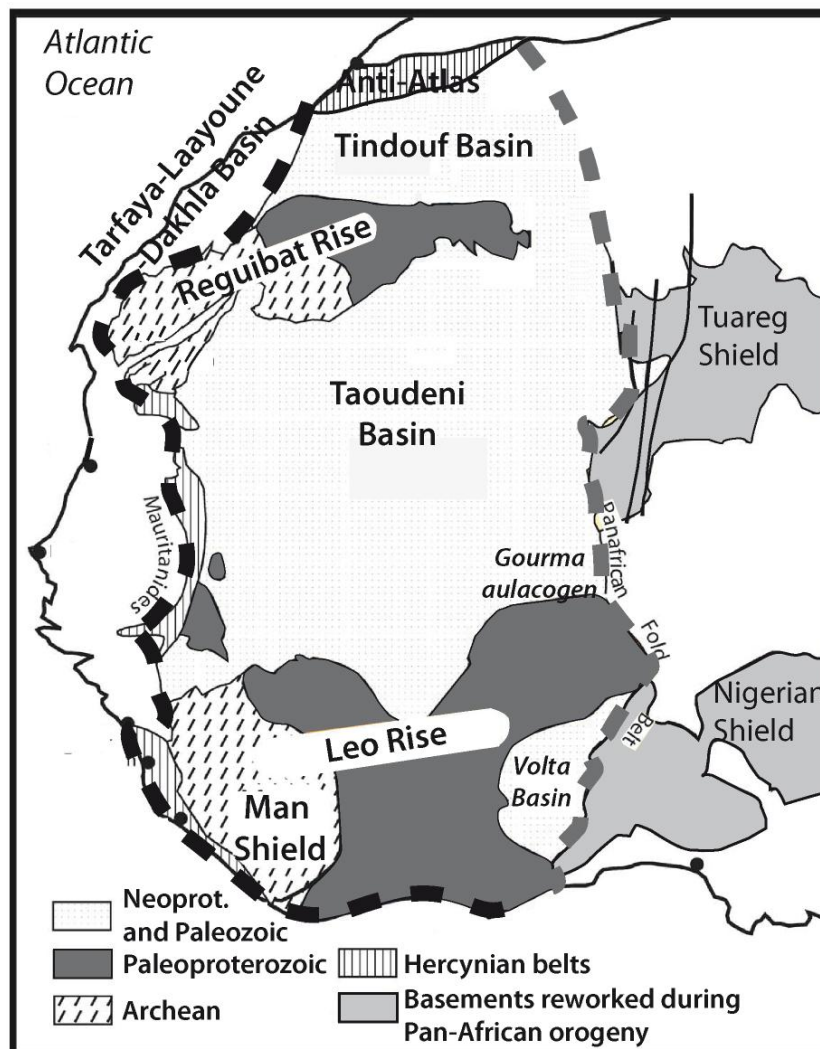 Atlantic
Ocean
Anti-Atlas
Tarfaya-Laayoune
Dakhla Basin
Tindouf Basin
Reguibat Rise
Tuareg
Shield
Taoudeni
Basin
Mauritanides
Gourma
aulacogen
Panafrican
Fold
Belt
Nigerian
Shield
Leo Rise
Volta
Basin
Man
Shield
Neoprot.
and Paleozoic
Paleoproterozoic
Archean
Hercynian belts
Basements reworked during
Pan-African orogeny